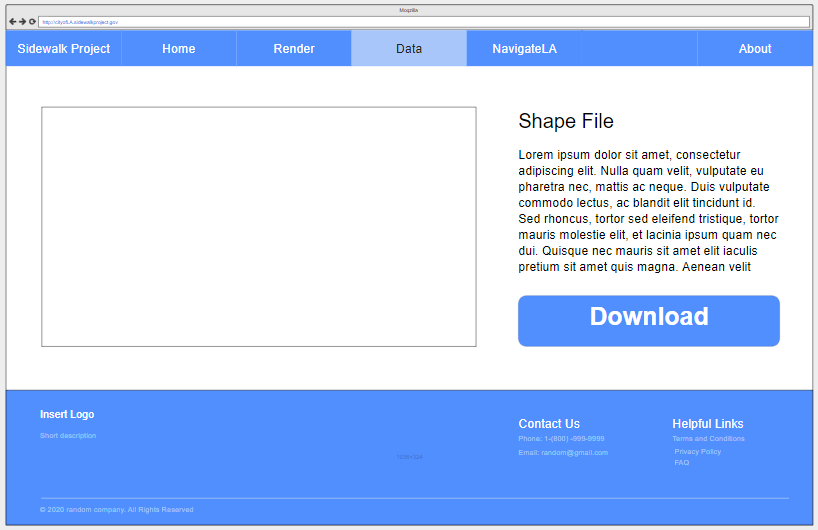 Mozilla
http://cityofLA.sidewalkproject.gov
Sidewalk Project Home Render Data NavigateLA About
Shape File
Lorem ipsum dolor sit amet, consectetur
adipiscing elit. Nulla quam velit, vulputate eu
pharetra nec, mattis ac neque. Duis vulputate
commodo lectus, ac blandit elit tincidunt id.
Sed rhoncus, tortor sed eleifend tristique, tortor
mauris molestie elit, et lacinia ipsum quam nec
dui. Quisque nec mauris sit amet elit iaculis
pretium sit amet quis magna. Aenean velit
Download
Insert Logo
Short description
Contact Us
Phone: 1-(800) -999-9999
Email: random@gmail.com
Helpful Links
Terms and Conditions
Privacy Policy
FAQ
© 2020 random company. All Rights Reserved